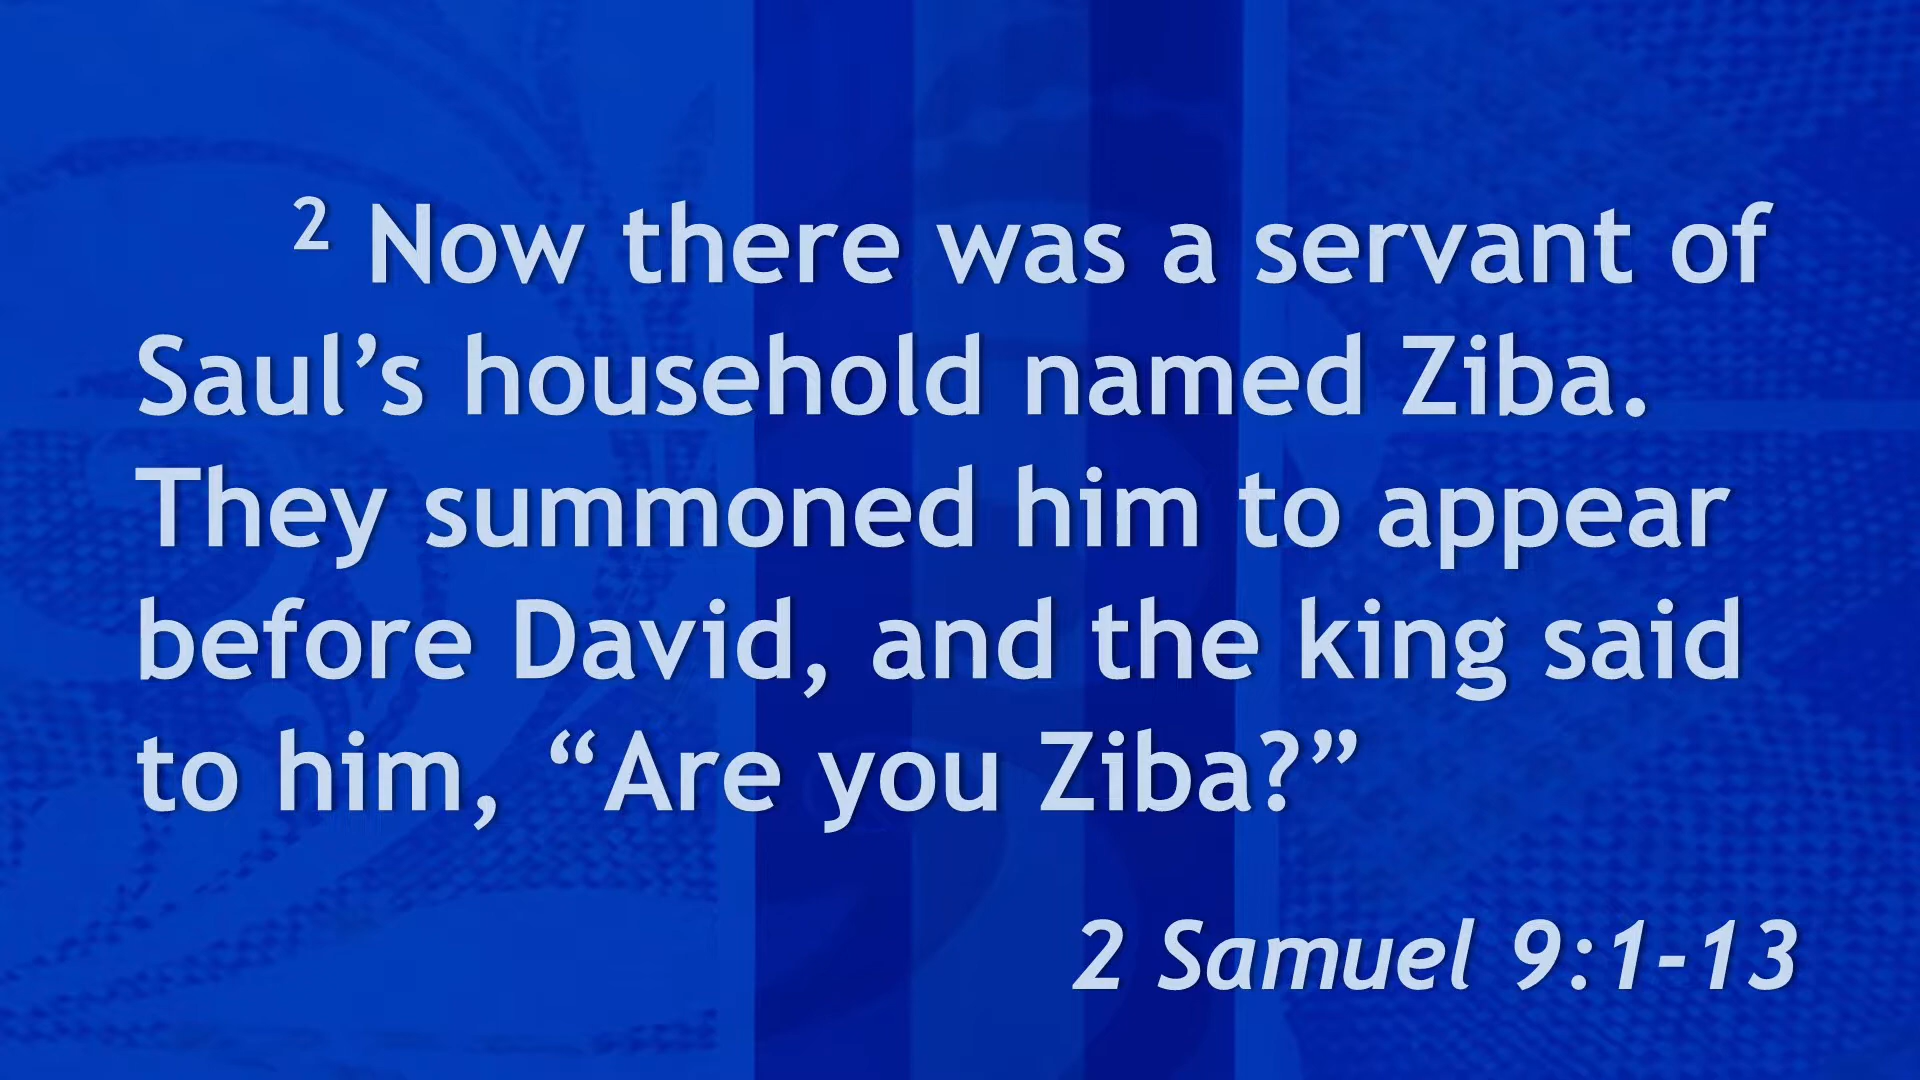 2 Now there was a servant of
Saul’s household named Ziba.
They summoned him to appear
before David, and the king said
to him, “Are you Ziba?”
2 Samuel 9:1-13